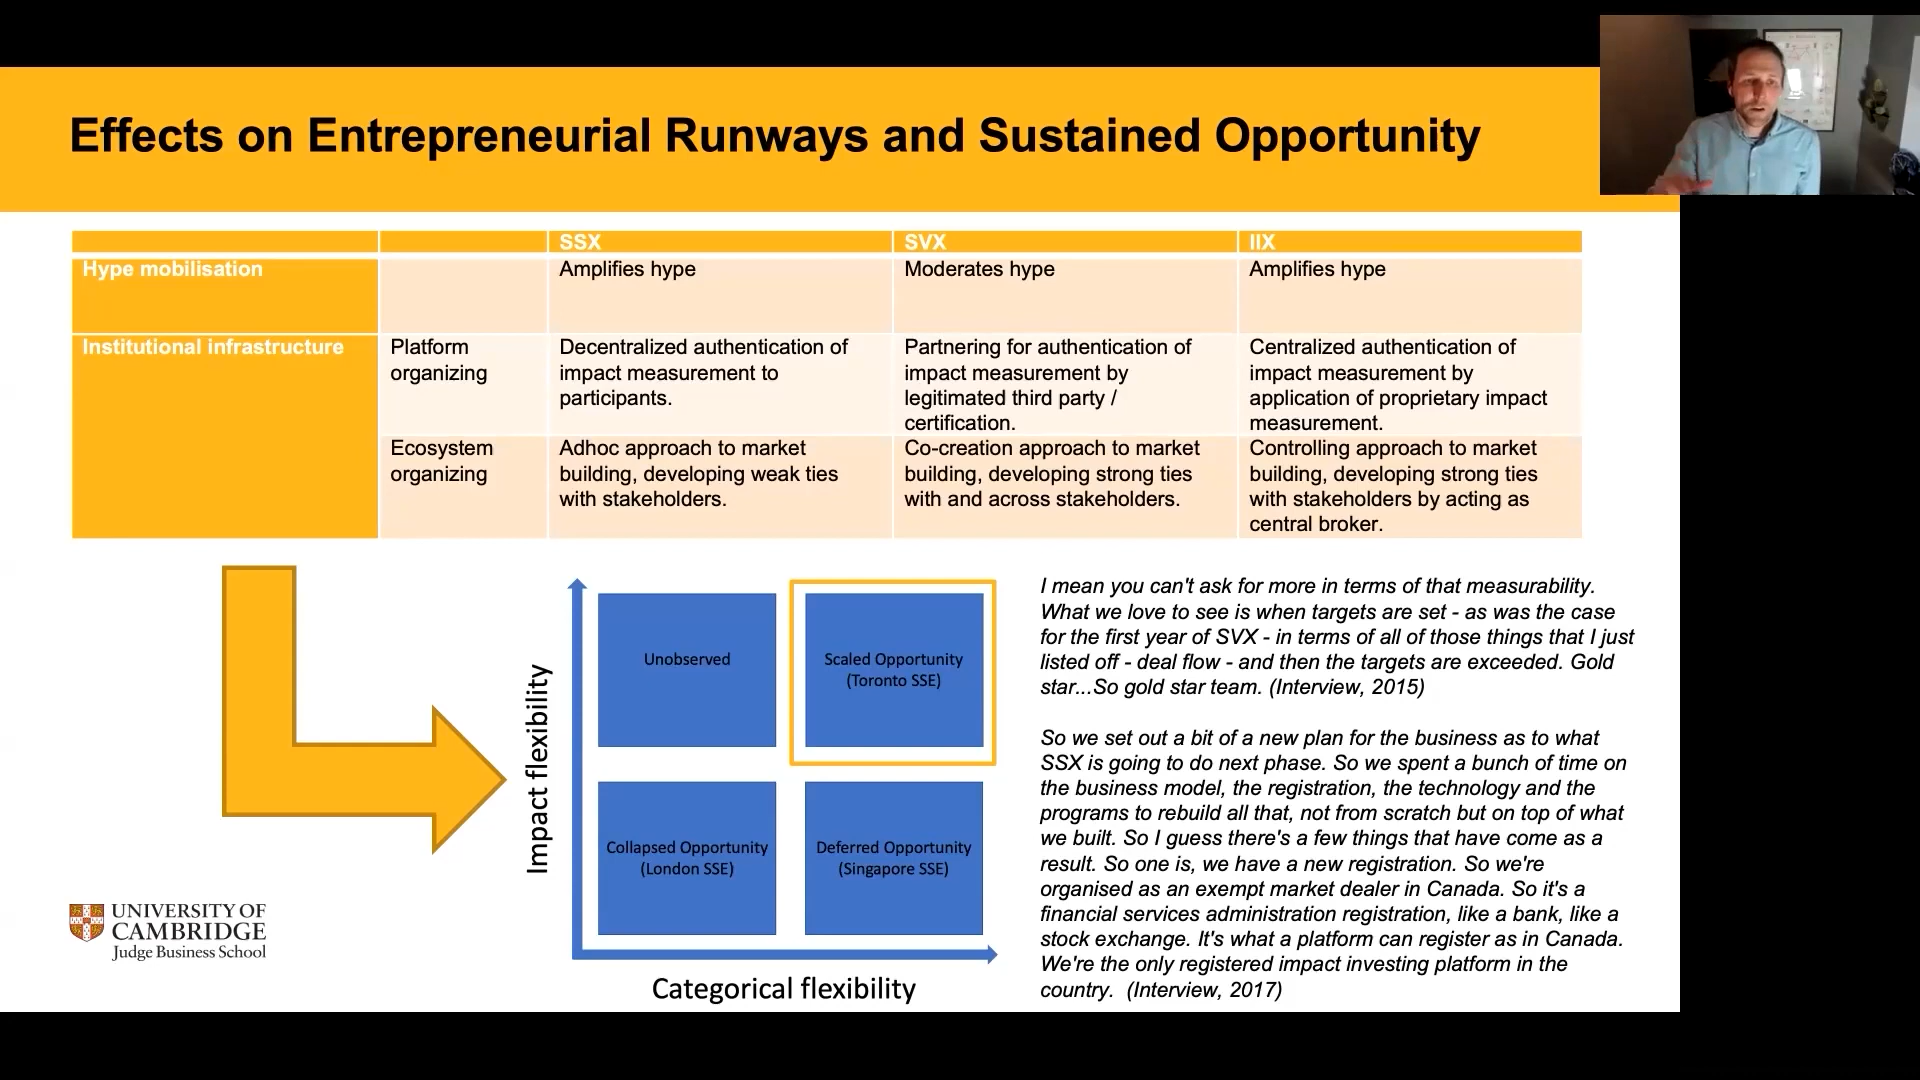 Effects on Entrepreneurial Runways and Sustained Opportunity
SSX
SVX
IIX
Hype mobilisation
Amplifies hype
Moderates hype
Amplifies hype
Institutional infrastructure
Platform
organizing
Decentralized authentication of
impact measurement to
participants.
Partnering for authentication of
impact measurement by
legitimated third party /
certification.
Centralized authentication of
impact measurement by
application of proprietary impact
measurement.
Ecosystem
organizing
Adhoc approach to market
building, developing weak ties
with stakeholders.
Co-creation approach to market
building, developing strong ties
with and across stakeholders.
Controlling approach to market
building, developing strong ties
with stakeholders by acting as
central broker.
Impact flexibility
Unobserved
Scaled Opportunity
(Toronto SSE)
Collapsed Opportunity
(London SSE)
Deferred Opportunity
(Singapore SSE)
Categorical flexibility
I mean you can't ask for more in terms of that measurability.
What we love to see is when targets are set - as was the case
for the first year of SVX - in terms of all of those things that I just
listed off - deal flow - and then the targets are exceeded. Gold
star...So gold star team. (Interview, 2015)
So we set out a bit of a new plan for the business as to what
SSX is going to do next phase. So we spent a bunch of time on
the business model, the registration, the technology and the
programs to rebuild all that, not from scratch but on top of what
we built. So I guess there's a few things that have come as a
result. So one is, we have a new registration. So we're
organised as an exempt market dealer in Canada. So it's a
financial services administration registration, like a bank, like a
stock exchange. It's what a platform can register as in Canada.
We're the only registered impact investing platform in the
country. (Interview, 2017)
UNIVERSITY OF
CAMBRIDGE
Judge Business School